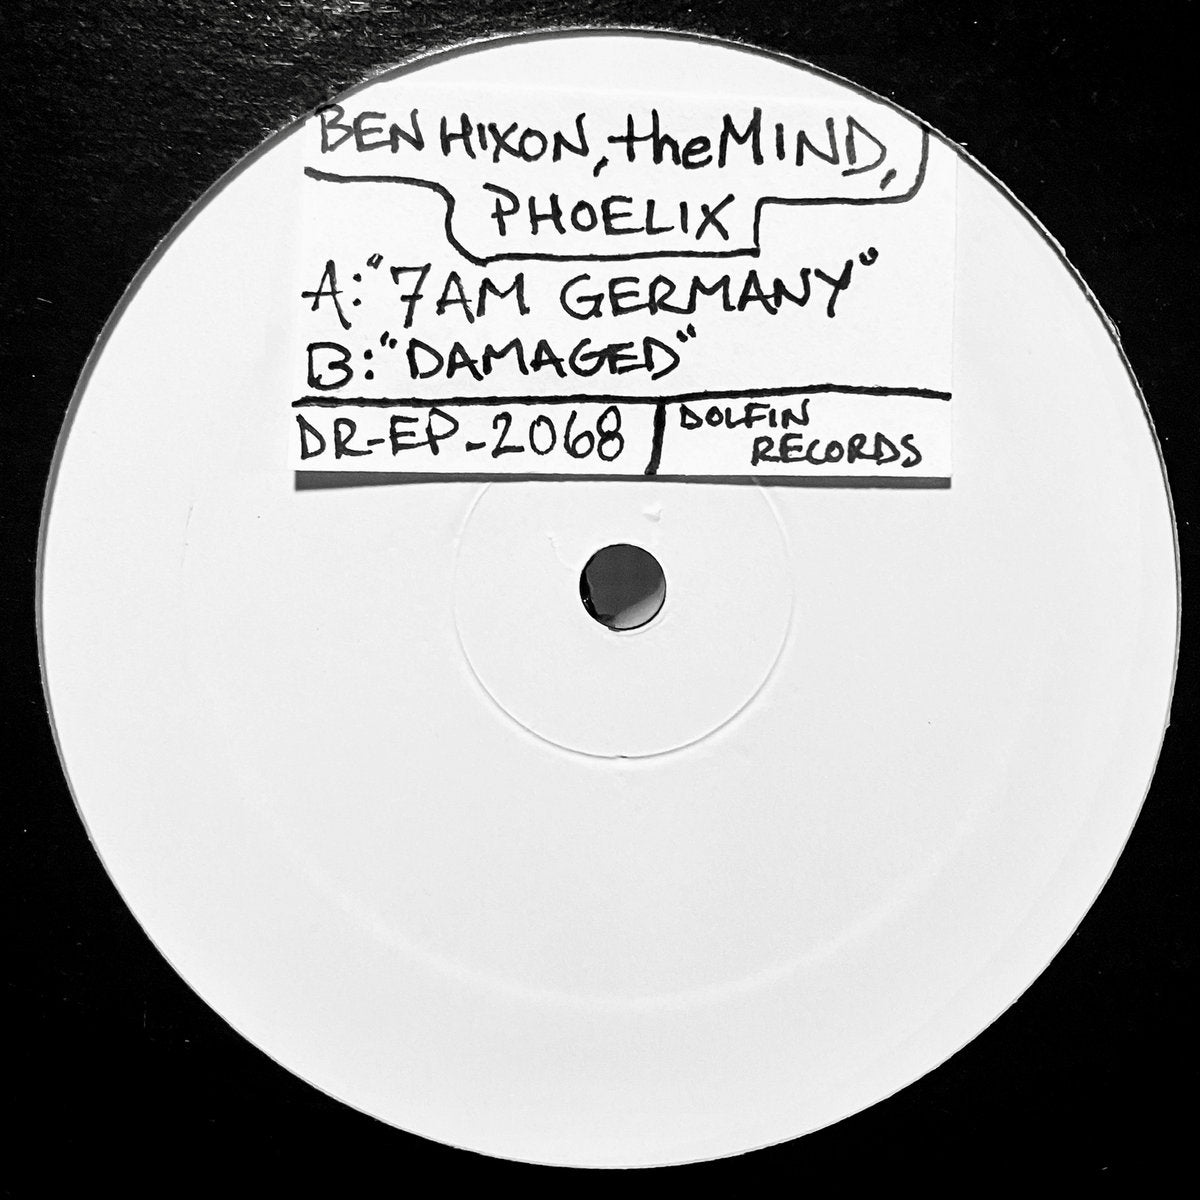 BEN HIXON, theMIND,
PHOELIX
A: "7AM GERMANY"
B: "DAMAGED"
DR-EP-2068
DOLFIN
RECORDS